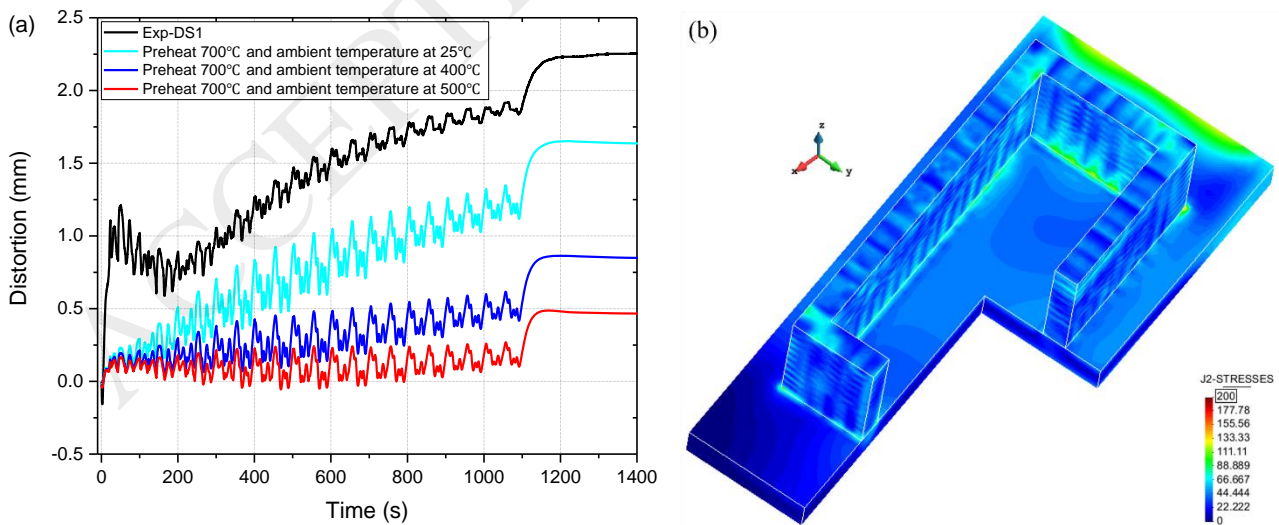 (a)
2.5
2.0
1.5
1.0
0.5
0.0
-0.5
Distortion (mm)
Exp-DS1
Preheat 700℃ and ambient temperature at 25℃
Preheat 700℃ and ambient temperature at 400℃
Preheat 700℃ and ambient temperature at 500℃
0 200 400 600 800 1000 1200 1400
Time (s)
ACCEPT
(b)
z
x y
J2-STRESSES
200
177.78
155.56
133.33
111.11
88.889
66.667
44.444
22.222
0